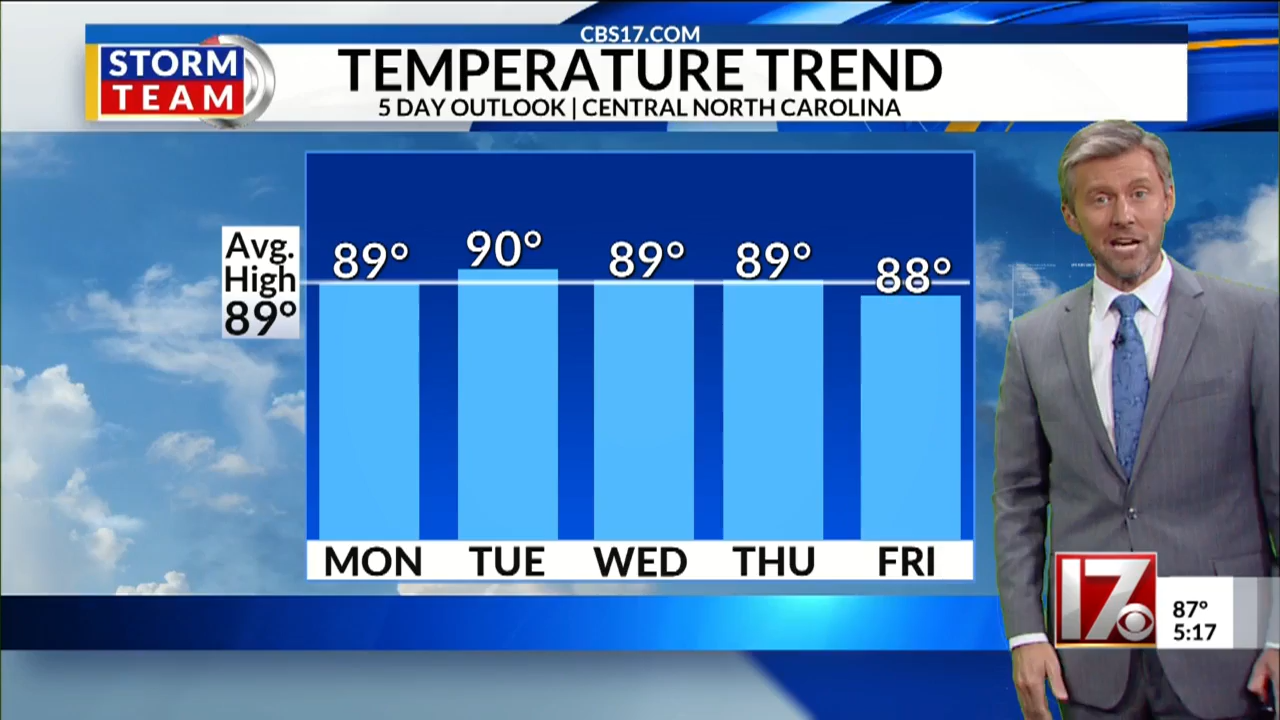 CBS17.COM
STORM
TEAM
TEMPERATURE TREND
5 DAY OUTLOOK | CENTRAL NORTH CAROLINA
Avg.
High
89°
89°
90°
89°
89°
88°
MON
TUE
WED
THU
FRI
17
87°
5:17